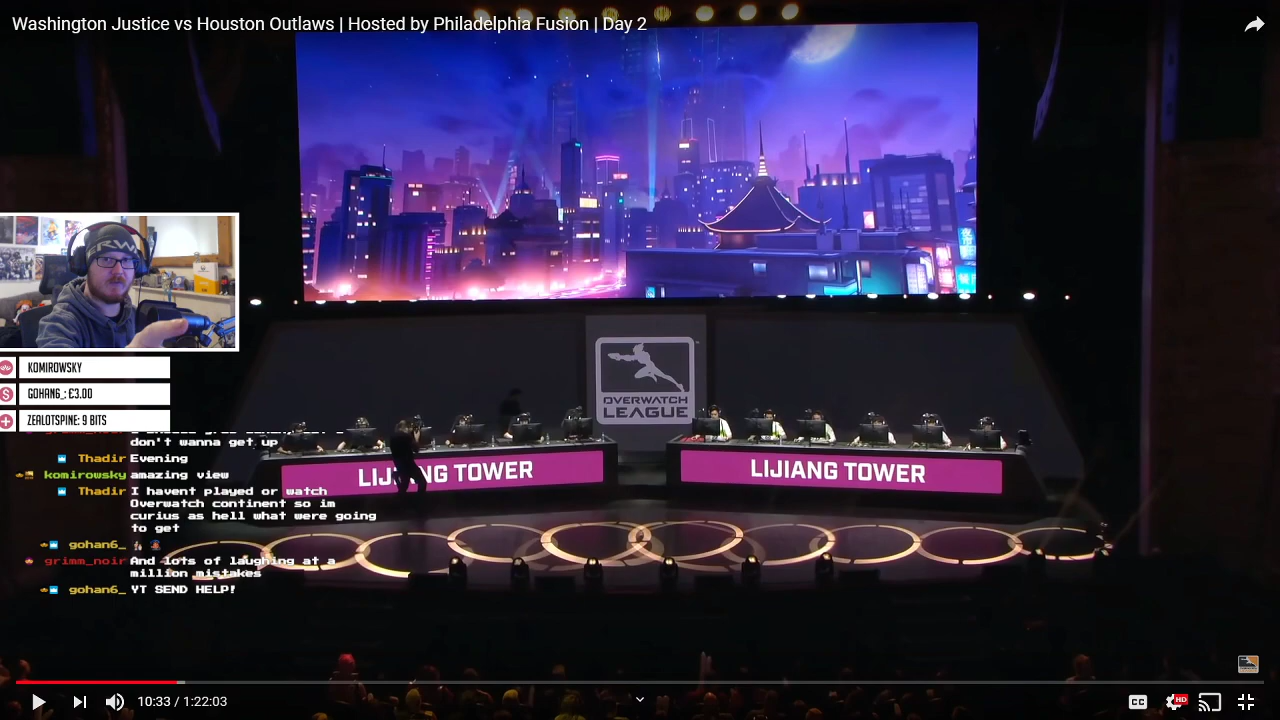 Washington Justice vs Houston Outlaws | Hosted by Philadelphia Fusion | Day 2
OVERWATCH
LEAGUE
KOMIROWSKY
GOHAN6_: £3.00
ZEALOTSPINE: 9 BITS
LIJIANG TOWER
LIJIANG TOWER
don't wanna get up
Thadir Evening
komirowsky amazing view
Thadir I havent played or watch
Overwatch continent so im
curius as hell what were going
to get
gohan6_
grimm_noir And lots of laughing at a
million mistakes
gohan6_ YT SEND HELP!
10:33 / 1:22:03
CC
HD